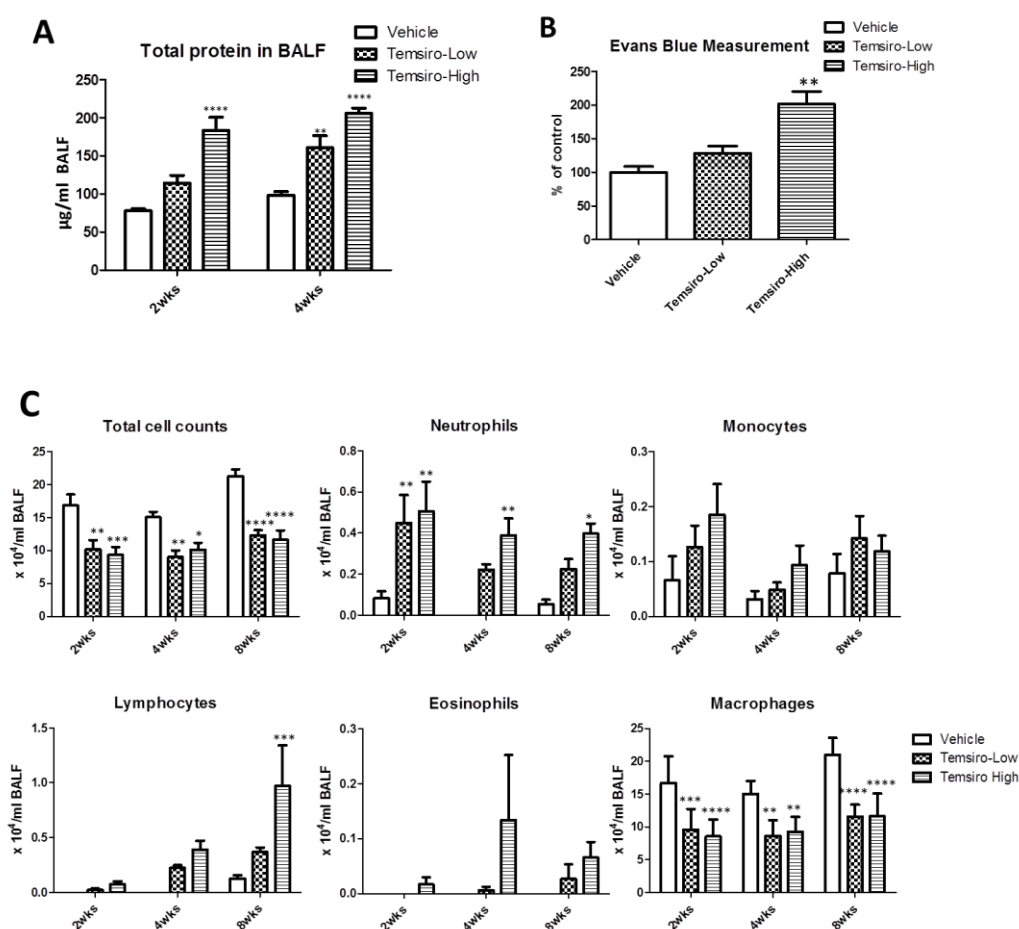 A
Total protein in BALF
Vehicle
Temsiro-Low
Temsiro-High
µg/ml BALF
250
200
150
100
50
0
****
**
****
2wks
4wks
B
Evans Blue Measurement
Vehicle
Temsiro-Low
Temsiro-High
% of control
250
200
150
100
50
0
**
Vehicle
Temsiro-Low
Temsiro-High
C
Total cell counts
x 10⁴/ml BALF
25
20
15
10
5
0
** ***
** *
**** ****
2wks
4wks
8wks
Neutrophils
x 10⁴/ml BALF
0.8
0.6
0.4
0.2
0.0
** **
**
*
2wks
4wks
8wks
Monocytes
x 10⁴/ml BALF
0.3
0.2
0.1
0.0
2wks
4wks
8wks
Lymphocytes
x 10⁴/ml BALF
1.5
1.0
0.5
0.0
***
2wks
4wks
8wks
Eosinophils
x 10⁴/ml BALF
0.3
0.2
0.1
0.0
2wks
4wks
8wks
Macrophages
x 10⁴/ml BALF
25
20
15
10
5
0
*** ****
** **
**** ****
2wks
4wks
8wks
Vehicle
Temsiro-Low
Temsiro High